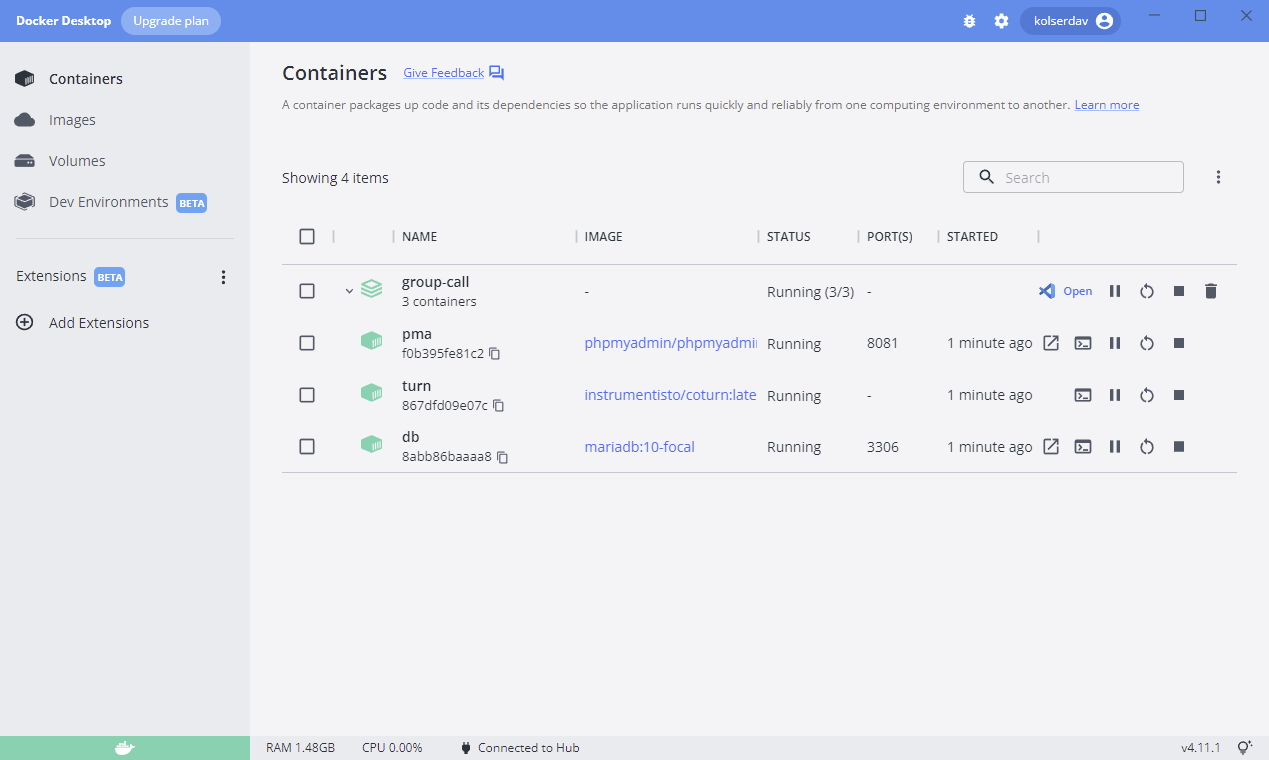 Docker Desktop Upgrade plan kolserdav
Containers
Images
Volumes
Dev Environments BETA
Extensions BETA
Add Extensions
Containers Give Feedback
A container packages up code and its dependencies so the application runs quickly and reliably from one computing environment to another. Learn more
Showing 4 items Search
NAME IMAGE STATUS PORT(S) STARTED
group-call
3 containers - Running (3/3) - Open
pma
f0b395fe81c2 phpmyadmin/phpmyadmi Running 8081 1 minute ago
turn
867dfd09e07c instrumentisto/coturn:late Running - 1 minute ago
db
8abb86baaaa8 mariadb:10-focal Running 3306 1 minute ago
RAM 1.48GB CPU 0.00% Connected to Hub v4.11.1